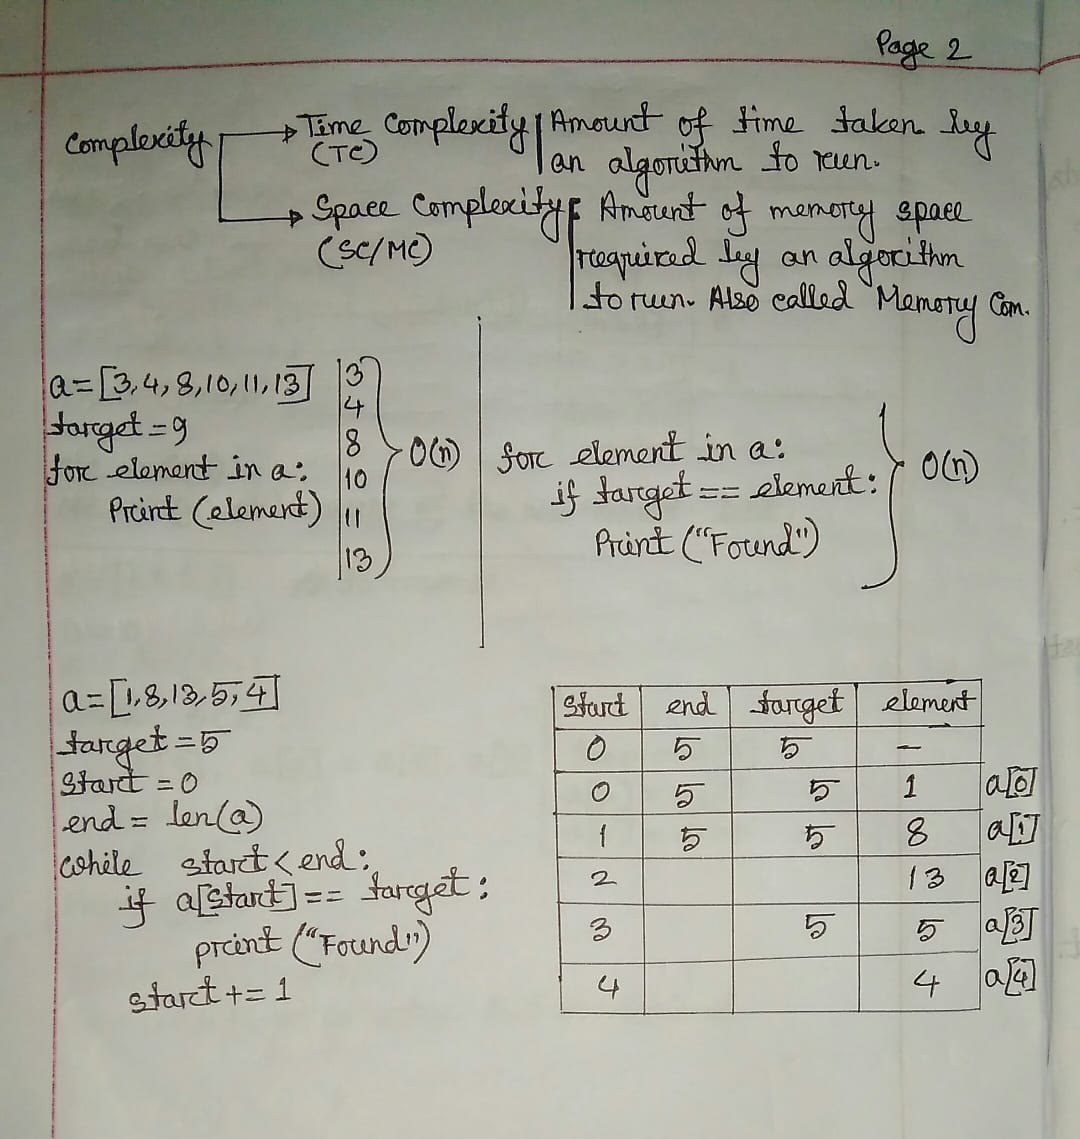 Page 2
Complexity → Time Complexity | Amount of time taken by
(TC) an algorithm to run.
→ Space Complexity | Amount of memory space
(SC/MC) required by an algorithm
to run. Also called Memory Com.
a=[3,4,8,10,11,13]
target=9
for element in a:
Print (element)
3
4
8
10
11
13
O(n)
for element in a:
if target == element:
Print ("Found")
O(n)
a=[1,8,13,5,4]
target=5
start=0
end= len(a)
while start<end:
if a[start]== target:
print ("Found")
start+= 1
start end target element
0 5 5 —
0 5 5 1 a[0]
1 5 5 8 a[1]
2 13 a[2]
3 5 5 a[3]
4 4 a[4]